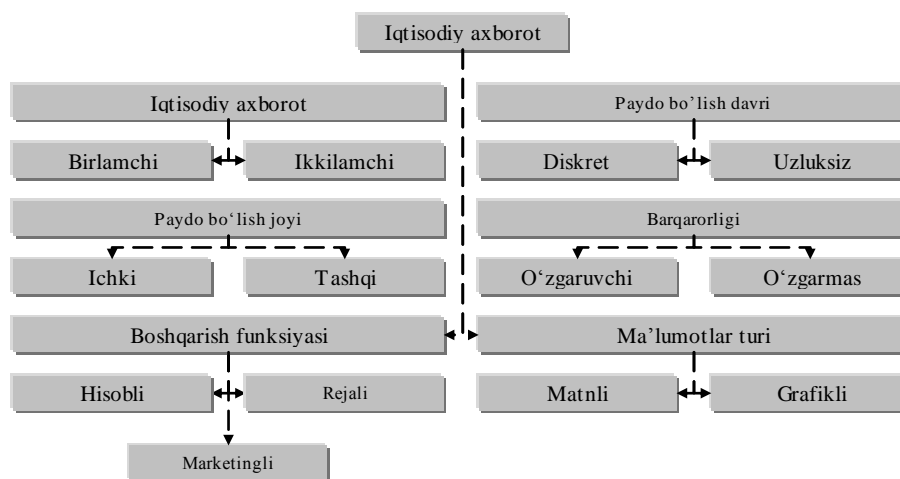 Iqtisodiy axborot
Iqtisodiy axborot
Paydo bo’lish davri
Birlamchi
Ikkilamchi
Diskret
Uzluksiz
Paydo bo‘lish joyi
Barqarorligi
Ichki
Tashqi
O‘zgaruvchi
O‘zgarmas
Boshqarish funksiyasi
Ma’lumotlar turi
Hisobli
Rejali
Matnli
Grafikli
Marketingli